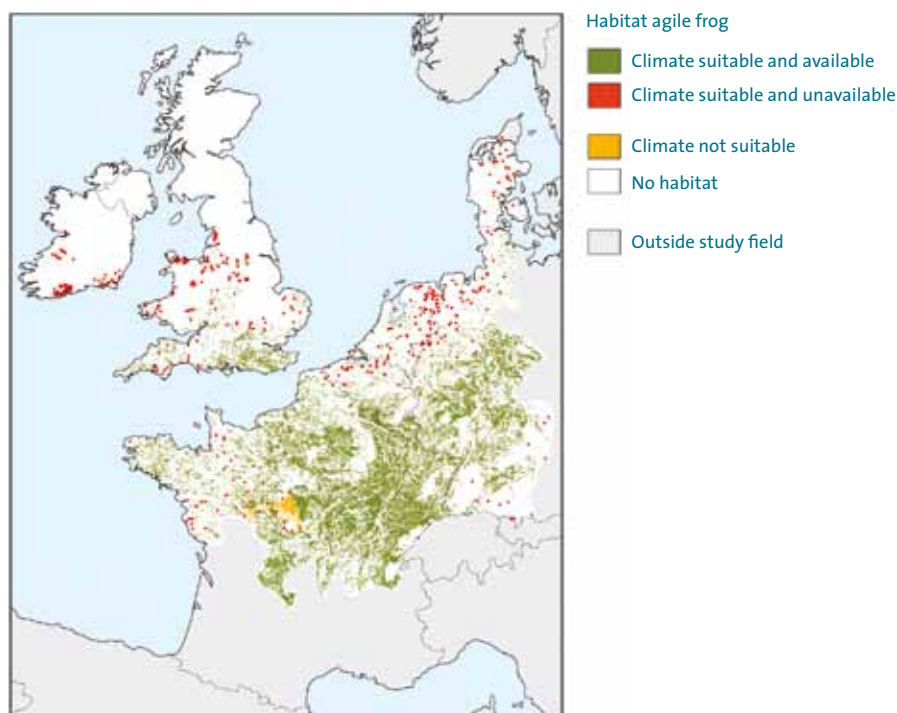 Habitat agile frog
Climate suitable and available
Climate suitable and unavailable
Climate not suitable
No habitat
Outside study field